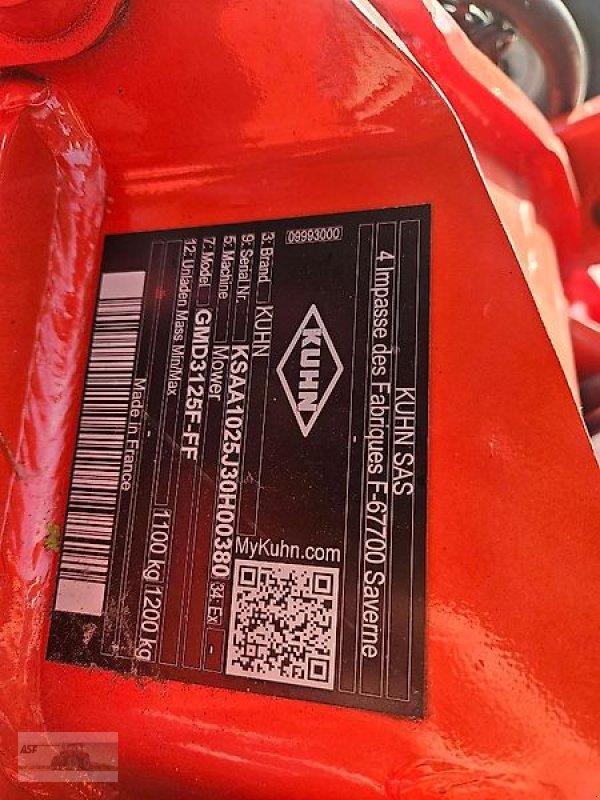 KUHN SAS
4 Impasse des Fabriques F-67700 Saverne
09993000
KUHN
MyKuhn.com
3: Brand KUHN
9: Serial Nr. KSAA1025J30H00380 34: Ex -
5: Machine Mower
7: Model GMD3125F-FF
12: Unladen Mass Min/Max 1100 kg 1200 kg
Made in France
ASF